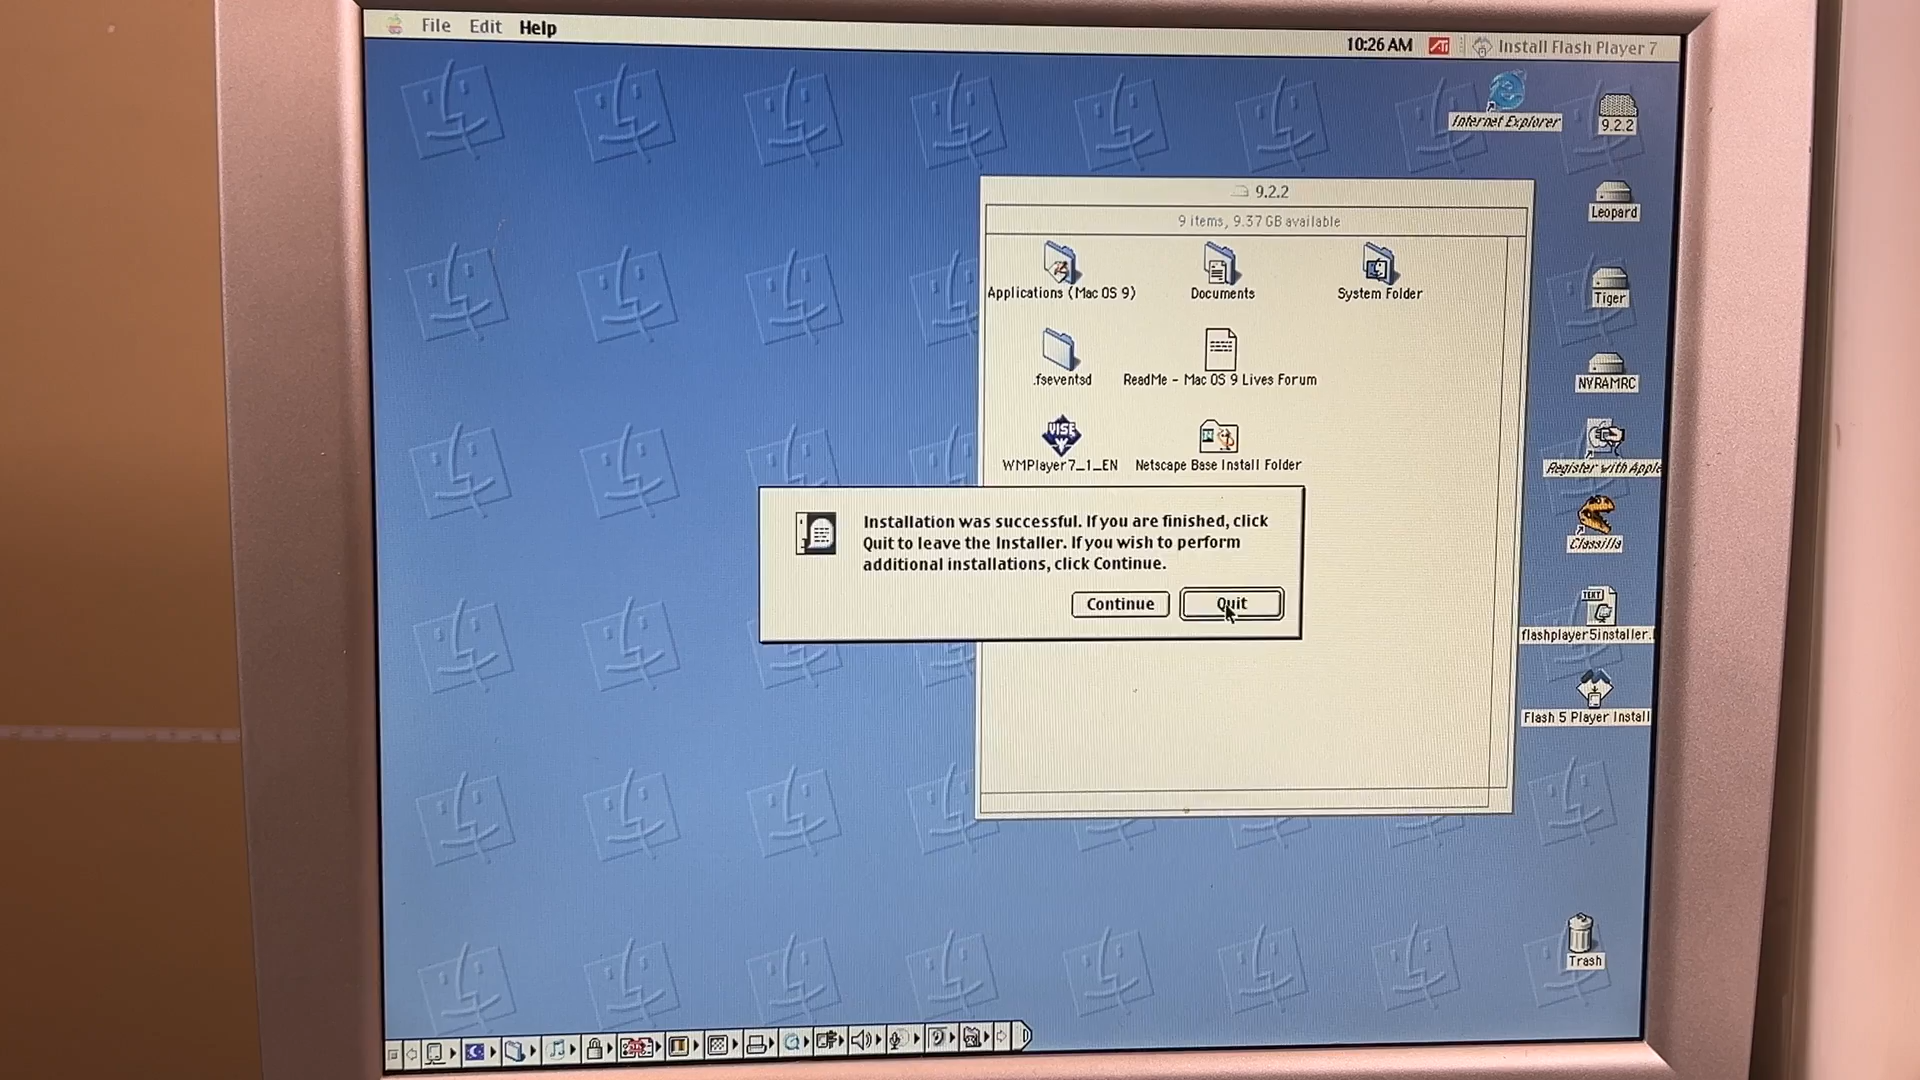 File Edit Help
10:26 AM
Install Flash Player 7
Internet Explorer
9.2.2
Leopard
Tiger
NVRAMRC
Register with Apple
Classilla
TEXT
flashplayer5installer.
Flash 5 Player Install
Trash
9.2.2
9 items, 9.37 GB available
Applications (Mac OS 9)
Documents
System Folder
.fseventsd
ReadMe - Mac OS 9 Lives Forum
VISE
WMPlayer7_1_EN
Netscape Base Install Folder
Installation was successful. If you are finished, click
Quit to leave the Installer. If you wish to perform
additional installations, click Continue.
Continue
Quit